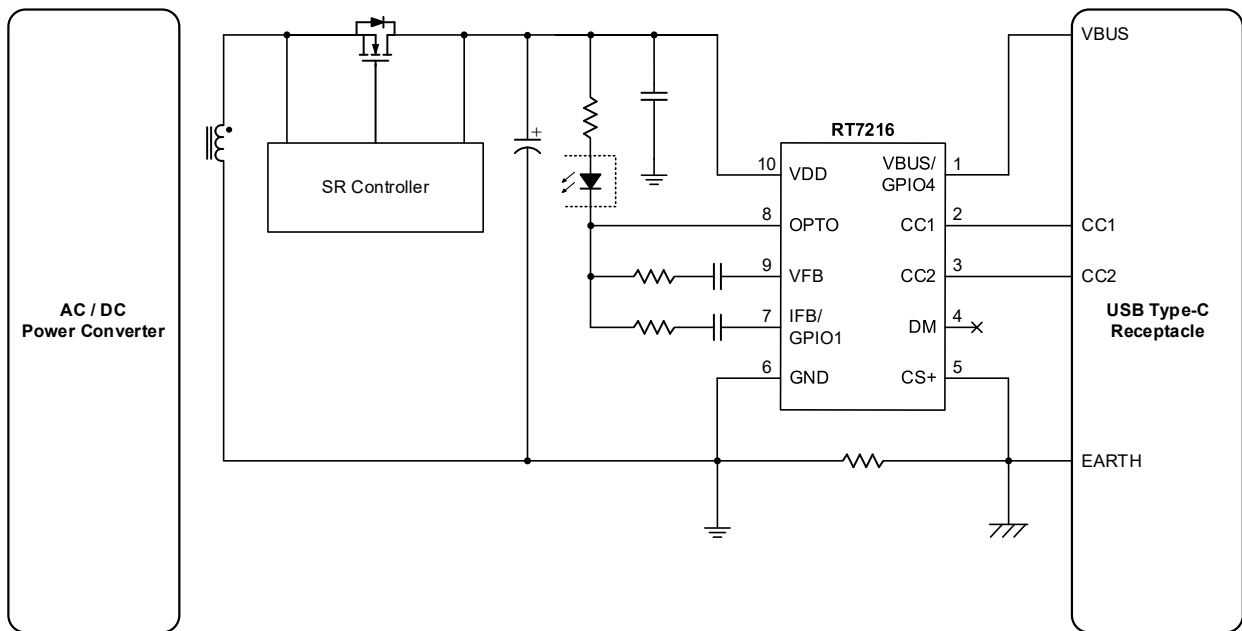 VBUS
RT7216
SR Controller
10
VDD
VBUS/
GPIO4
1
8
OPTO
CC1
2
CC1
9
VFB
CC2
3
CC2
AC / DC
Power Converter
7
IFB/
GPIO1
DM
4
USB Type-C
Receptacle
6
GND
CS+
5
EARTH
+